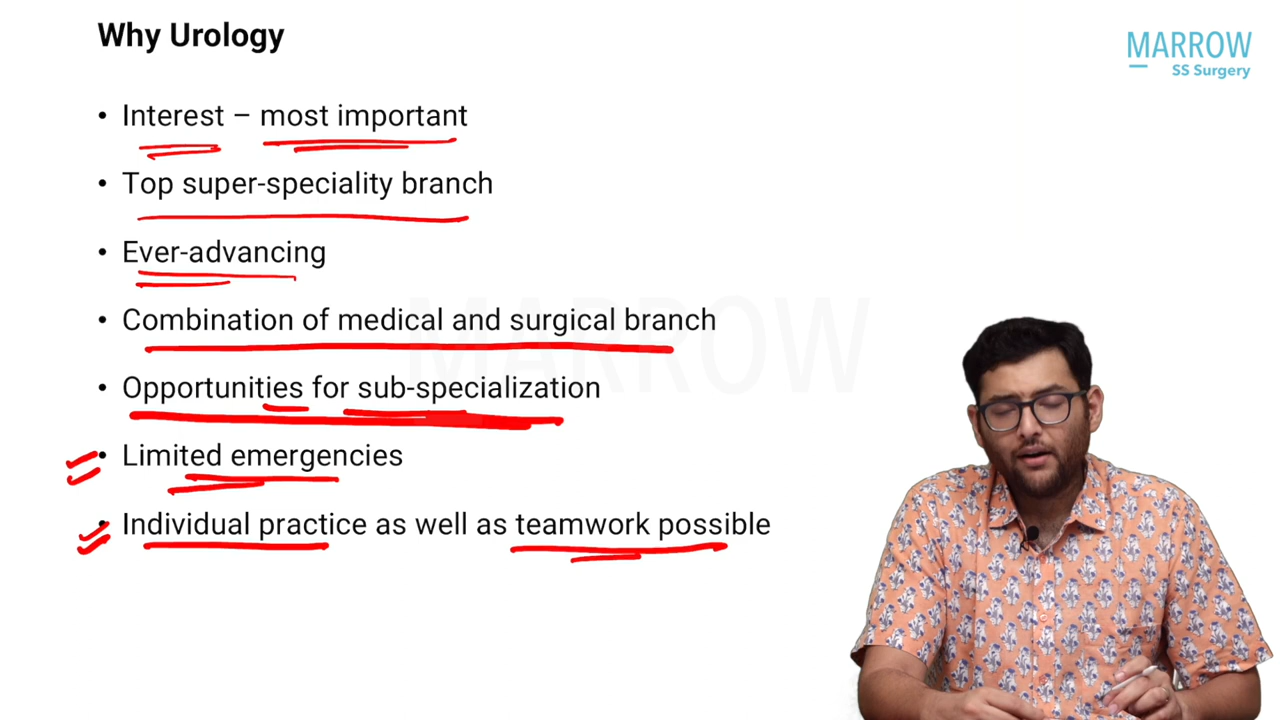 Why Urology
MARROW
SS Surgery
• Interest – most important
• Top super-speciality branch
• Ever-advancing
• Combination of medical and surgical branch
• Opportunities for sub-specialization
• Limited emergencies
• Individual practice as well as teamwork possible
MARROW